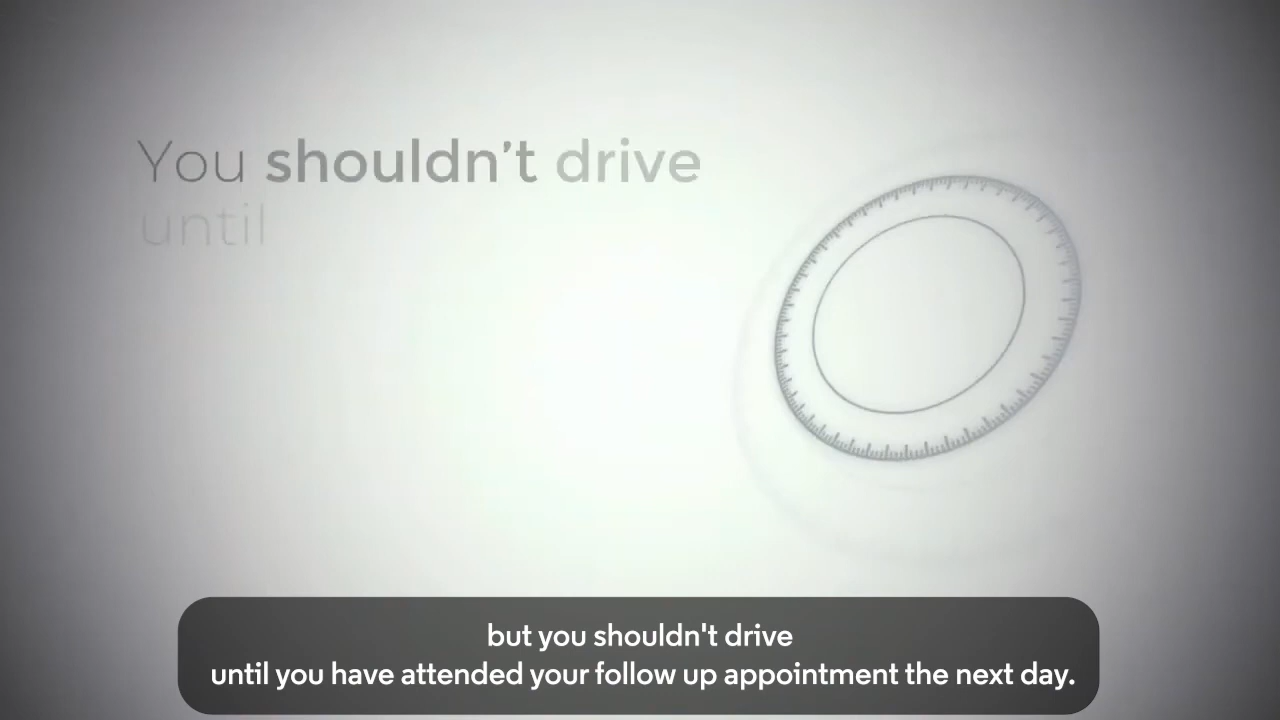 You shouldn’t drive
until
but you shouldn't drive
until you have attended your follow up appointment the next day.